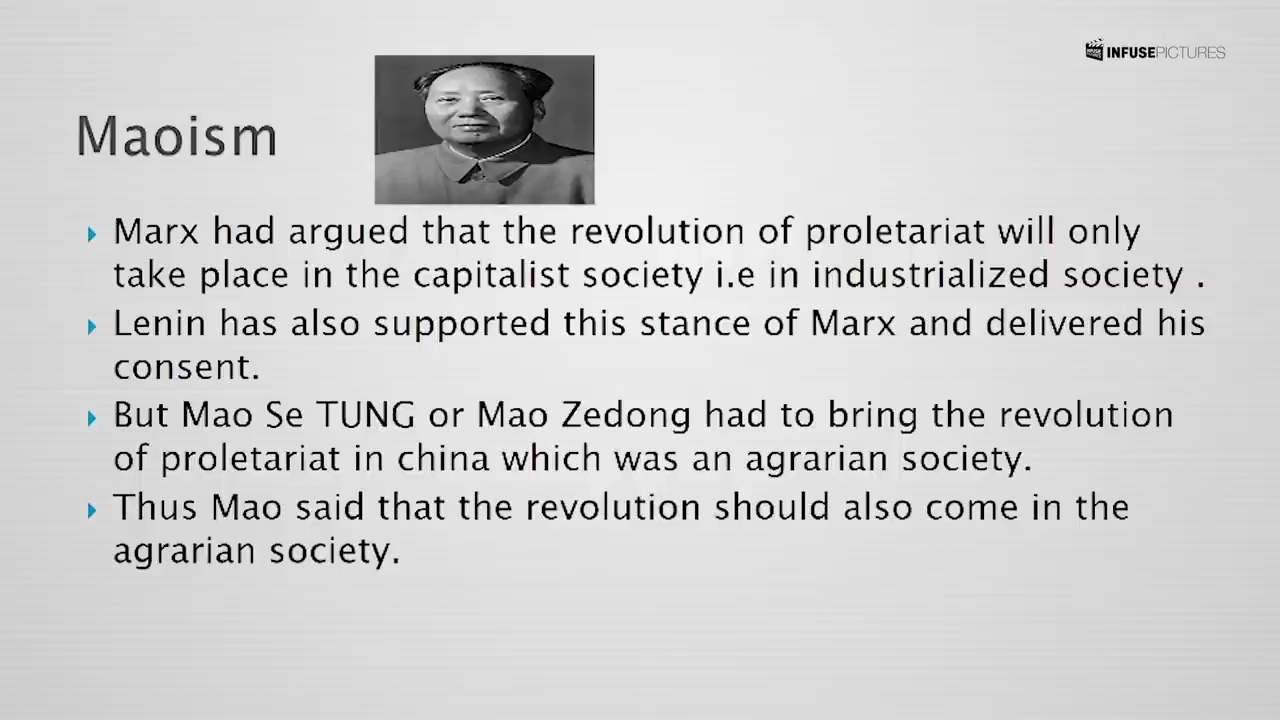 INFUSEPICTURES
Maoism
Marx had argued that the revolution of proletariat will only
take place in the capitalist society i.e in industrialized society .
Lenin has also supported this stance of Marx and delivered his
consent.
But Mao Se TUNG or Mao Zedong had to bring the revolution
of proletariat in china which was an agrarian society.
Thus Mao said that the revolution should also come in the
agrarian society.